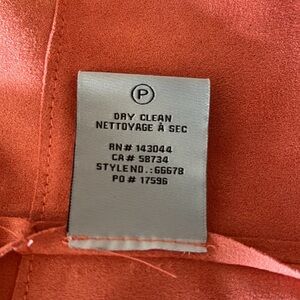 P
DRY CLEAN
NETTOYAGE À SEC
RN# 143044
CA# 58734
STYLE NO.: 66678
PO# 17596